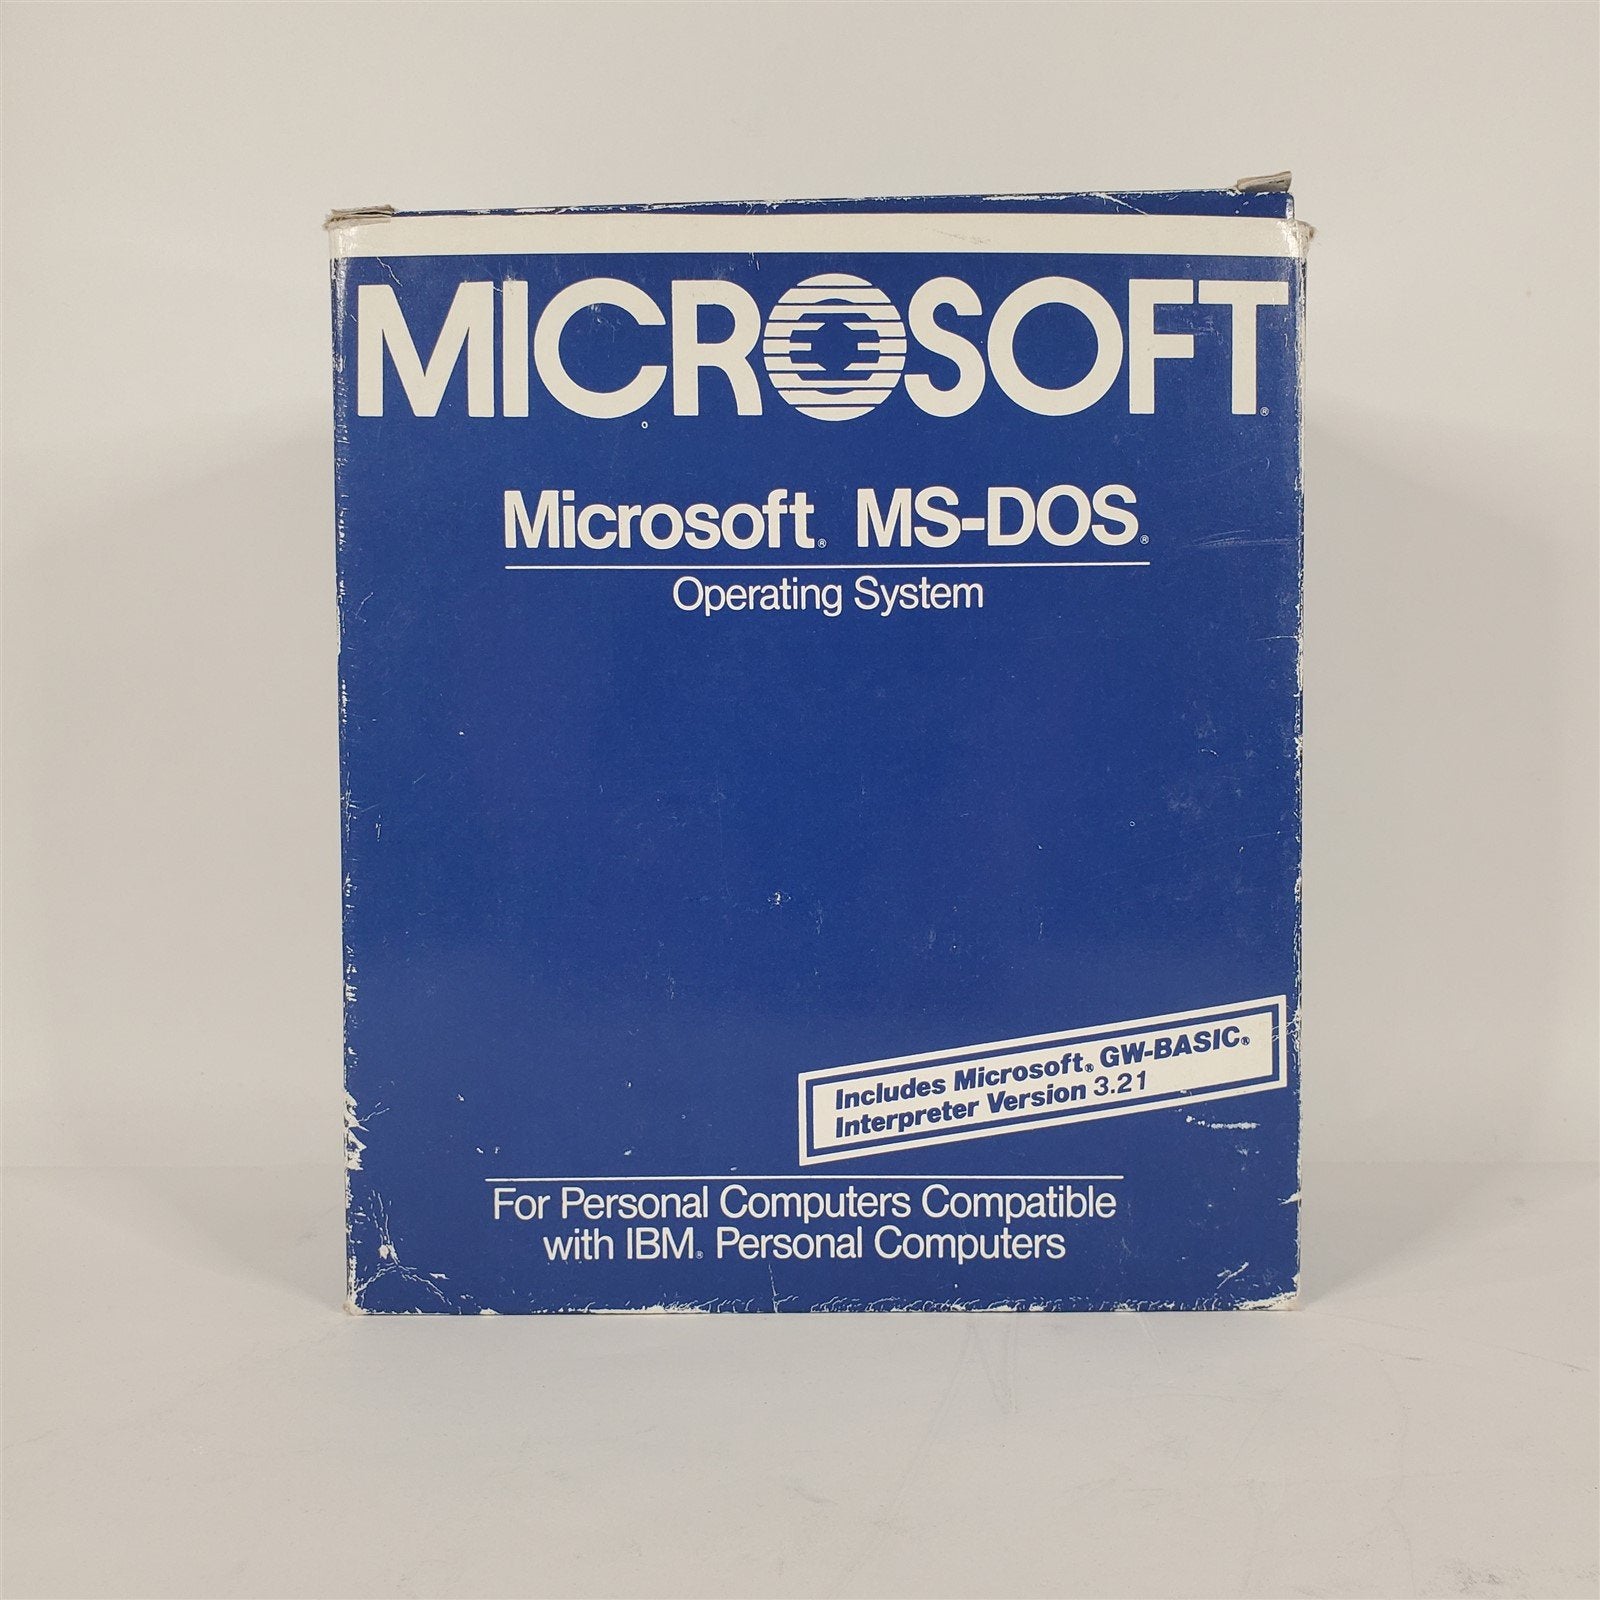 MICROSOFT®
Microsoft® MS-DOS®
Operating System
Includes Microsoft® GW-BASIC®
Interpreter Version 3.21
For Personal Computers Compatible
with IBM® Personal Computers